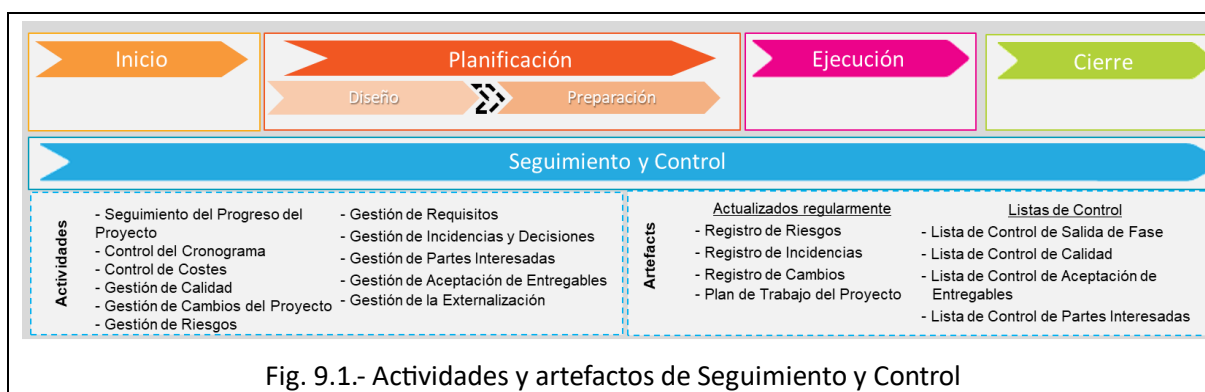 Inicio
Planificación
Ejecución
Cierre
Diseño
Preparación
Seguimiento y Control
Actividades
- Seguimiento del Progreso del
Proyecto
- Control del Cronograma
- Control de Costes
- Gestión de Calidad
- Gestión de Cambios del Proyecto
- Gestión de Riesgos
- Gestión de Requisitos
- Gestión de Incidencias y Decisiones
- Gestión de Partes Interesadas
- Gestión de Aceptación de Entregables
- Gestión de la Externalización
Artefacts
Actualizados regularmente
- Registro de Riesgos
- Registro de Incidencias
- Registro de Cambios
- Plan de Trabajo del Proyecto
Listas de Control
- Lista de Control de Salida de Fase
- Lista de Control de Calidad
- Lista de Control de Aceptación de
Entregables
- Lista de Control de Partes Interesadas
Fig. 9.1.- Actividades y artefactos de Seguimiento y Control